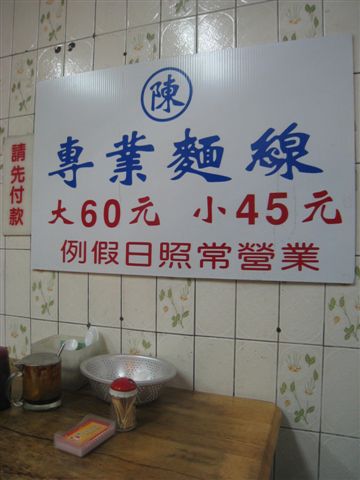 陳
專業麵線
大60元 小45元
例假日照常營業
請先付款